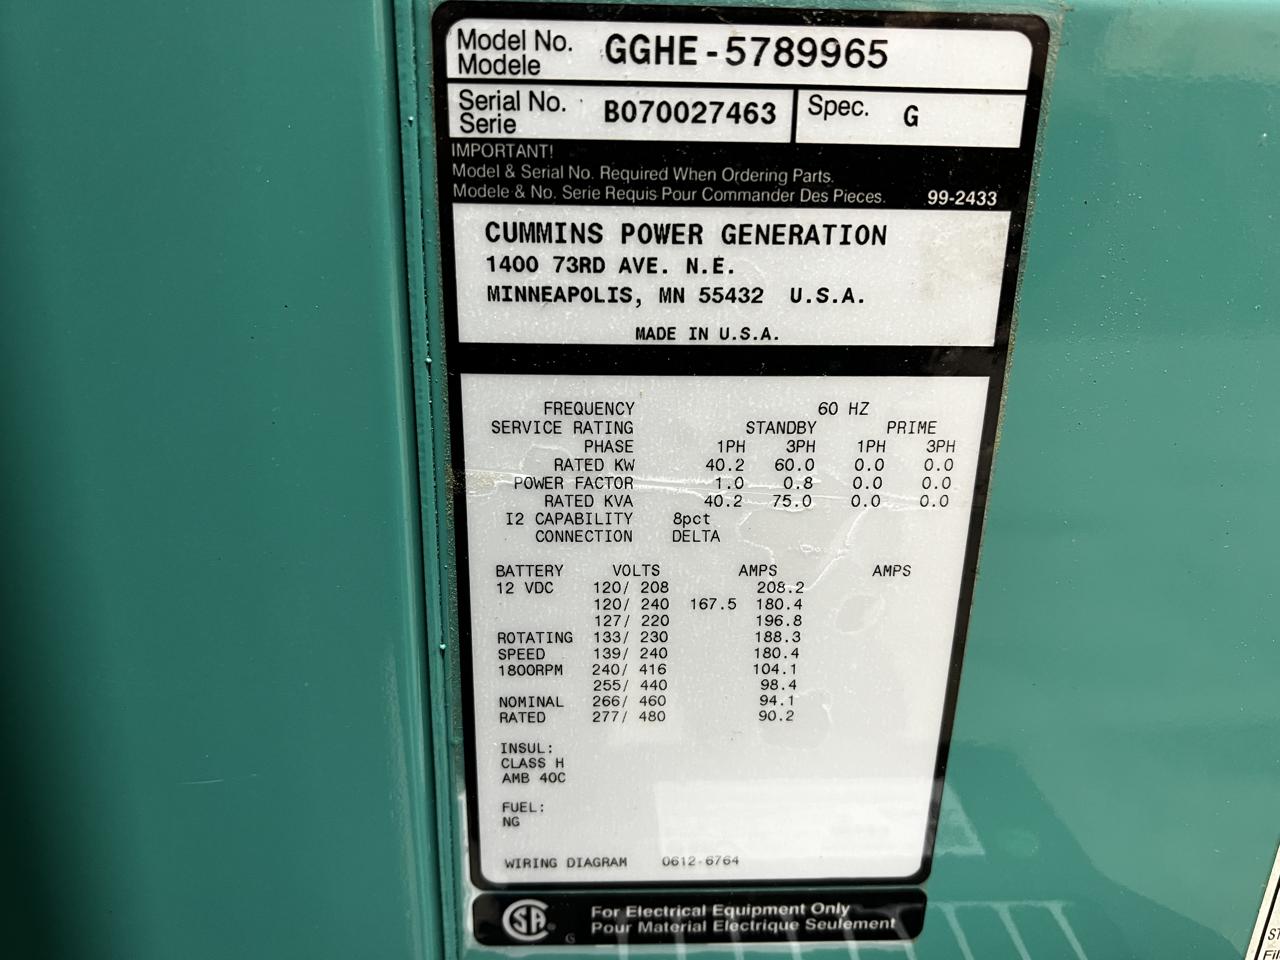 Model No.
Modele
GGHE-5789965
Serial No.
Serie
B070027463
Spec.
G
IMPORTANT!
Model & Serial No. Required When Ordering Parts.
Modele & No. Serie Requis Pour Commander Des Pieces. 99-2433
CUMMINS POWER GENERATION
1400 73RD AVE. N.E.
MINNEAPOLIS, MN 55432 U.S.A.
MADE IN U.S.A.
FREQUENCY 60 HZ
SERVICE RATING STANDBY PRIME
PHASE 1PH 3PH 1PH 3PH
RATED KW 40.2 60.0 0.0 0.0
POWER FACTOR 1.0 0.8 0.0 0.0
RATED KVA 40.2 75.0 0.0 0.0
I2 CAPABILITY 8pct
CONNECTION DELTA
BATTERY VOLTS AMPS AMPS
12 VDC 120/ 208 208.2
120/ 240 167.5 180.4
127/ 220 196.8
ROTATING 133/ 230 188.3
SPEED 139/ 240 180.4
1800RPM 240/ 416 104.1
255/ 440 98.4
NOMINAL 266/ 460 94.1
RATED 277/ 480 90.2
INSUL:
CLASS H
AMB 40C
FUEL:
NG
WIRING DIAGRAM 0612-6764
For Electrical Equipment Only
Pour Material Electrique Seulement